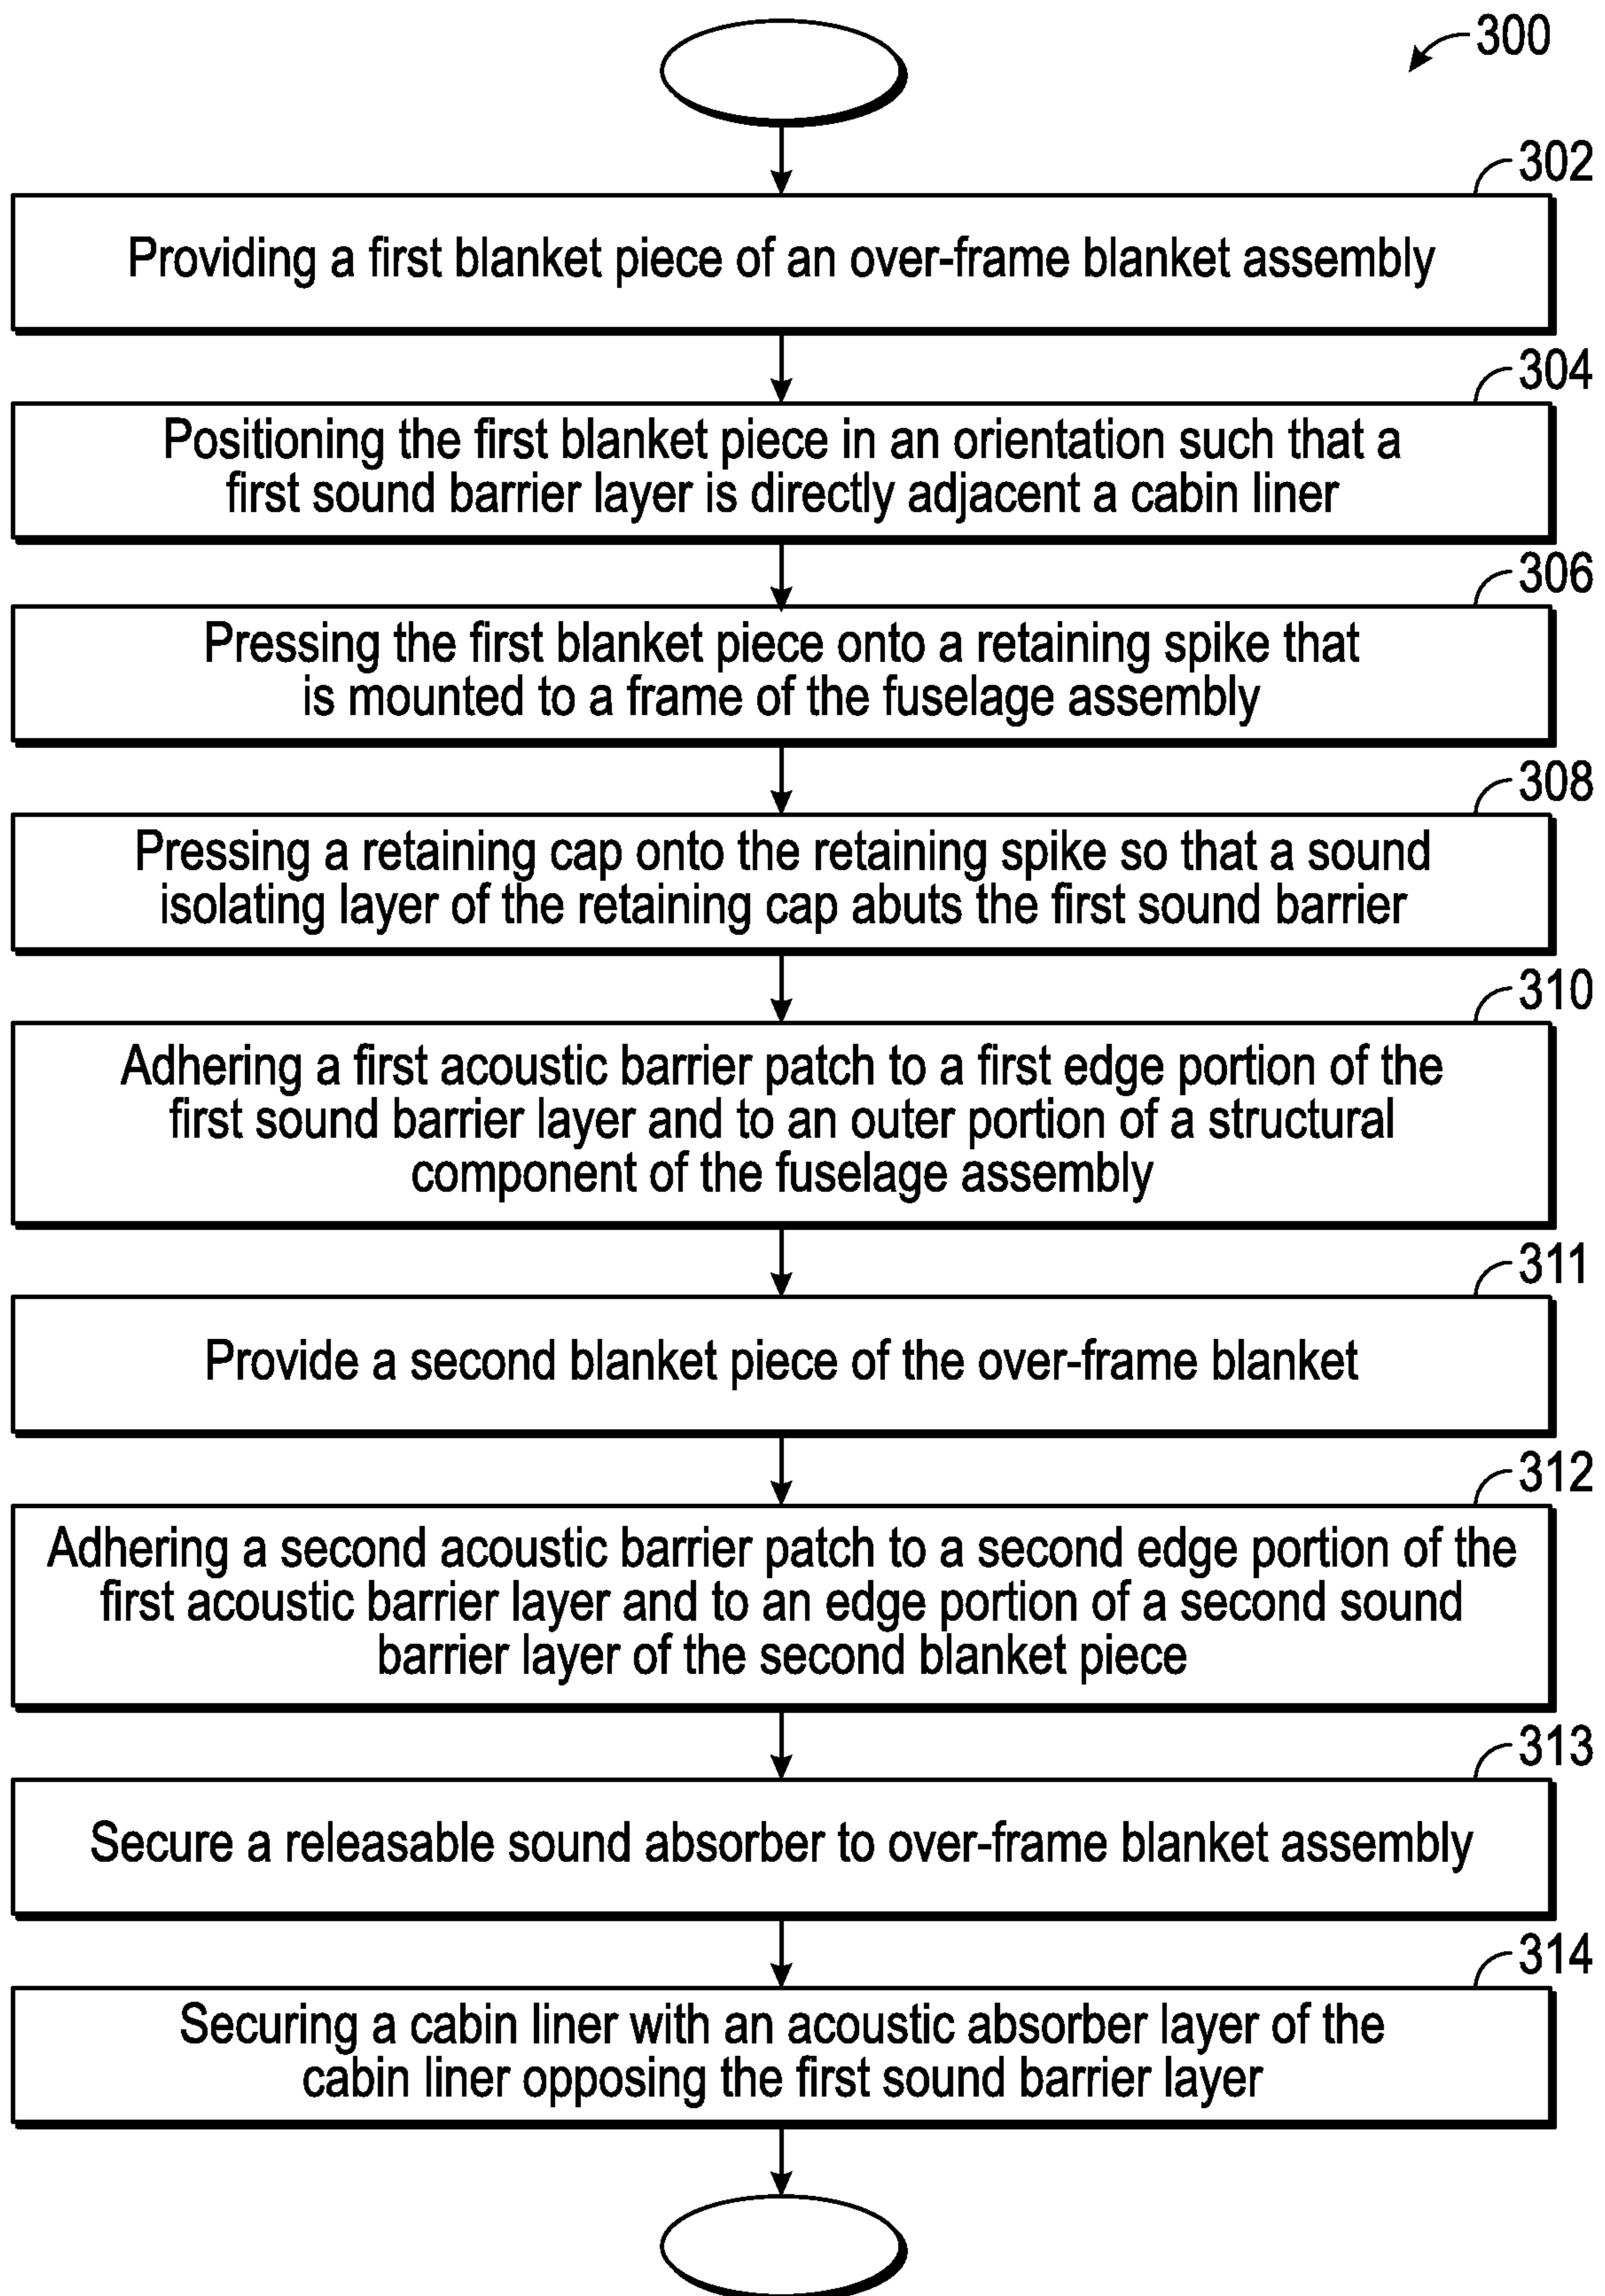 300
302
Providing a first blanket piece of an over-frame blanket assembly
304
Positioning the first blanket piece in an orientation such that a
first sound barrier layer is directly adjacent a cabin liner
306
Pressing the first blanket piece onto a retaining spike that
is mounted to a frame of the fuselage assembly
308
Pressing a retaining cap onto the retaining spike so that a sound
isolating layer of the retaining cap abuts the first sound barrier
310
Adhering a first acoustic barrier patch to a first edge portion of the
first sound barrier layer and to an outer portion of a structural
component of the fuselage assembly
311
Provide a second blanket piece of the over-frame blanket
312
Adhering a second acoustic barrier patch to a second edge portion of the
first acoustic barrier layer and to an edge portion of a second sound
barrier layer of the second blanket piece
313
Secure a releasable sound absorber to over-frame blanket assembly
314
Securing a cabin liner with an acoustic absorber layer of the
cabin liner opposing the first sound barrier layer